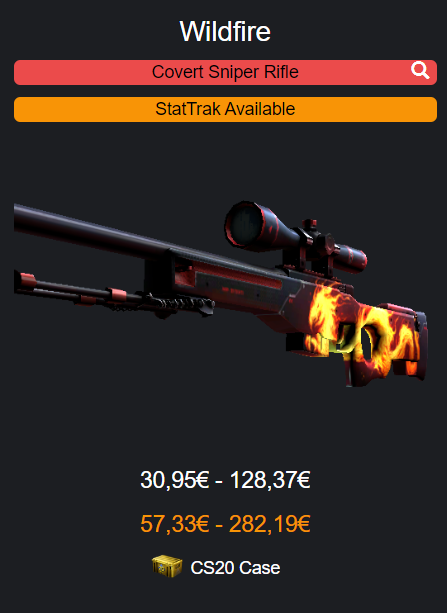 Wildfire
Covert Sniper Rifle
StatTrak Available
30,95€ - 128,37€
57,33€ - 282,19€
CS20 Case